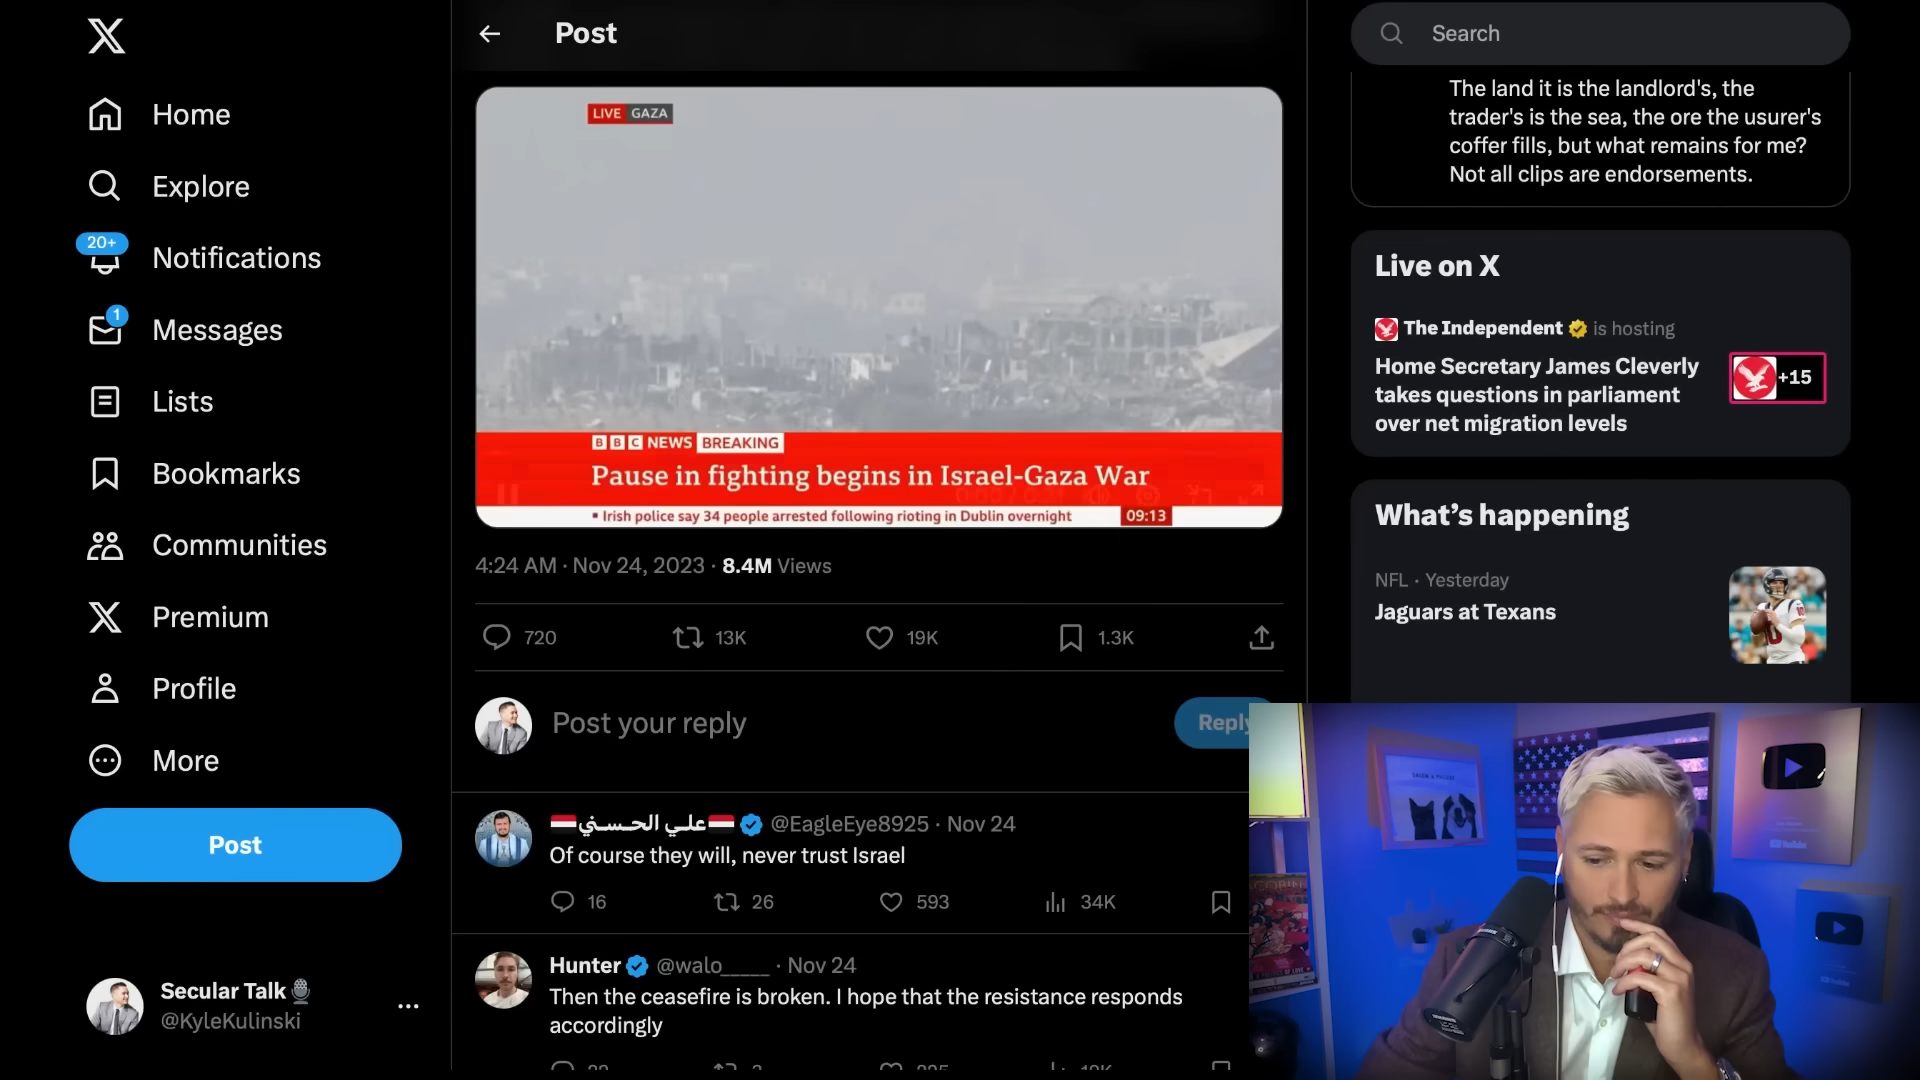 Home
Explore
20+
Notifications
1
Messages
Lists
Bookmarks
Communities
Premium
Profile
More
Post
Secular Talk
@KyleKulinski
Post
LIVE GAZA
BBC NEWS BREAKING
Pause in fighting begins in Israel-Gaza War
Irish police say 34 people arrested following rioting in Dublin overnight
09:13
4:24 AM · Nov 24, 2023 · 8.4M Views
720 13K 19K 1.3K
Post your reply
Reply
علي الحسني @EagleEye8925 · Nov 24
Of course they will, never trust Israel
16 26 593 34K
Hunter @walo_____ · Nov 24
Then the ceasefire is broken. I hope that the resistance responds
accordingly
Search
The land it is the landlord's, the
trader's is the sea, the ore the usurer's
coffer fills, but what remains for me?
Not all clips are endorsements.
Live on X
The Independent is hosting
Home Secretary James Cleverly
takes questions in parliament
over net migration levels
+15
What's happening
NFL · Yesterday
Jaguars at Texans